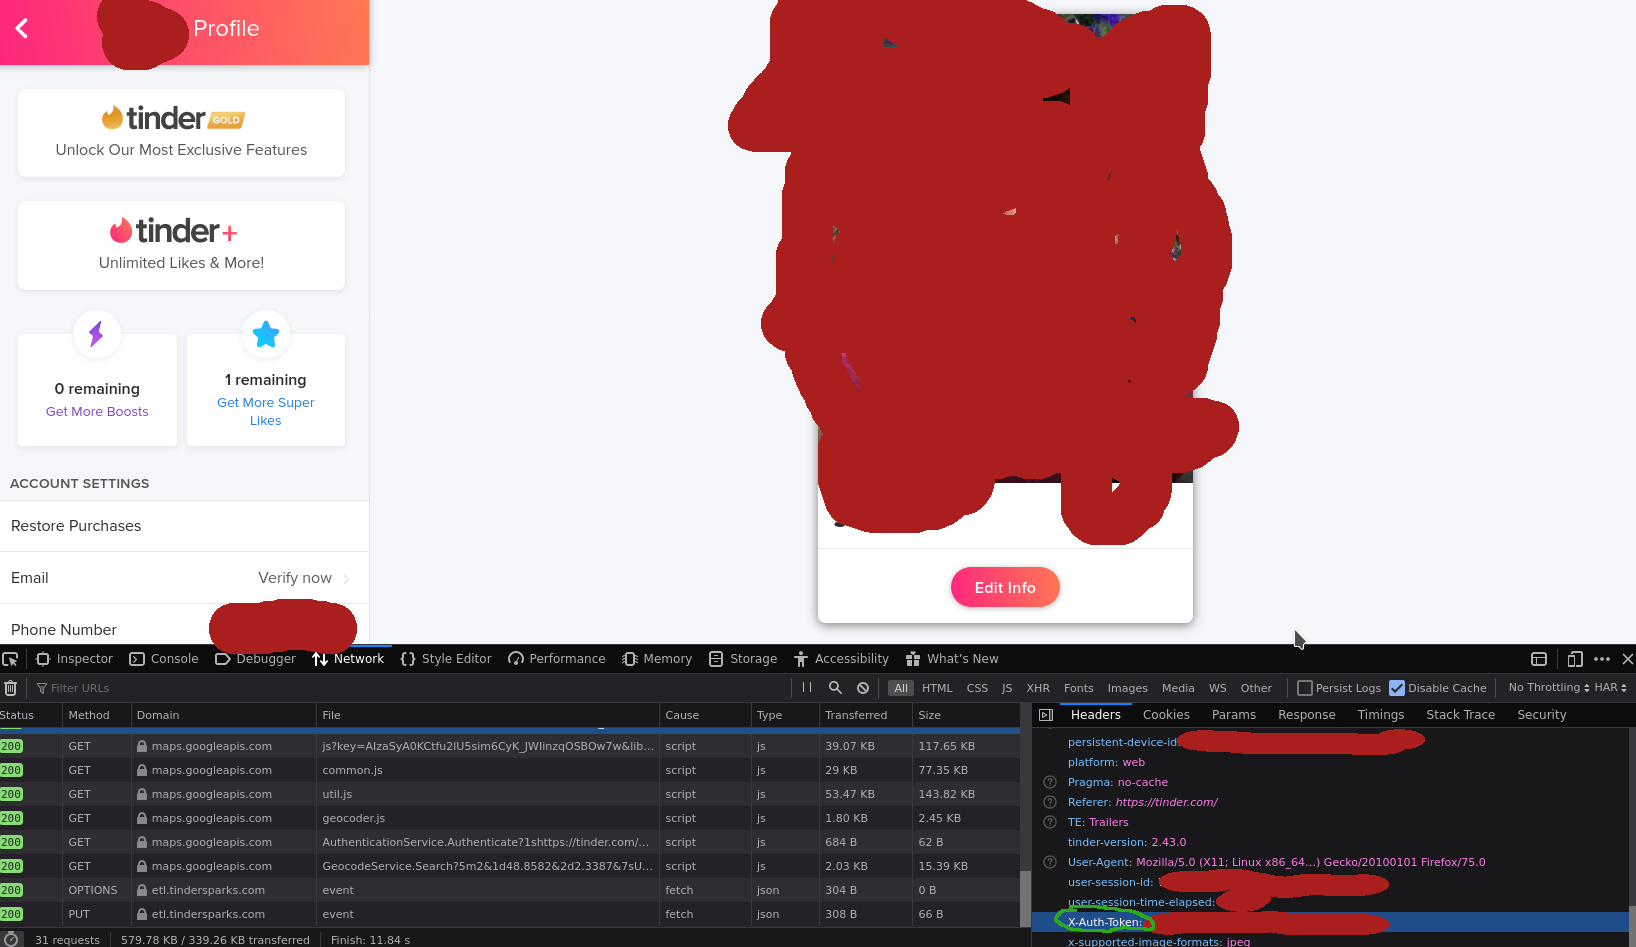 Profile
tinder GOLD
Unlock Our Most Exclusive Features
tinder+
Unlimited Likes & More!
0 remaining
Get More Boosts
1 remaining
Get More Super
Likes
ACCOUNT SETTINGS
Restore Purchases
Email Verify now
Phone Number
Edit Info
Inspector Console Debugger Network Style Editor Performance Memory Storage Accessibility What's New
Filter URLs All HTML CSS JS XHR Fonts Images Media WS Other Persist Logs Disable Cache No Throttling HAR
Status Method Domain File Cause Type Transferred Size
200 GET maps.googleapis.com js?key=AIzaSyA0KCtfu2IU5sim6CyK_JWIinzqOSBOw7w&lib... script js 39.07 KB 117.65 KB
200 GET maps.googleapis.com common.js script js 29 KB 77.35 KB
200 GET maps.googleapis.com util.js script js 53.47 KB 143.82 KB
200 GET maps.googleapis.com geocoder.js script js 1.80 KB 2.45 KB
200 GET maps.googleapis.com AuthenticationService.Authenticate?1shttps://tinder.com/... script js 684 B 62 B
200 GET maps.googleapis.com GeocodeService.Search?5m2&1d48.8582&2d2.3387&7sU... script js 2.03 KB 15.39 KB
200 OPTIONS etl.tindersparks.com event fetch json 304 B 0 B
200 PUT etl.tindersparks.com event fetch json 308 B 66 B
31 requests 579.78 KB / 339.26 KB transferred Finish: 11.84 s
Headers Cookies Params Response Timings Stack Trace Security
persistent-device-id:
platform: web
Pragma: no-cache
Referer: https://tinder.com/
TE: Trailers
tinder-version: 2.43.0
User-Agent: Mozilla/5.0 (X11; Linux x86_64...) Gecko/20100101 Firefox/75.0
user-session-id:
user-session-time-elapsed:
X-Auth-Token:
x-supported-image-formats: jpeg